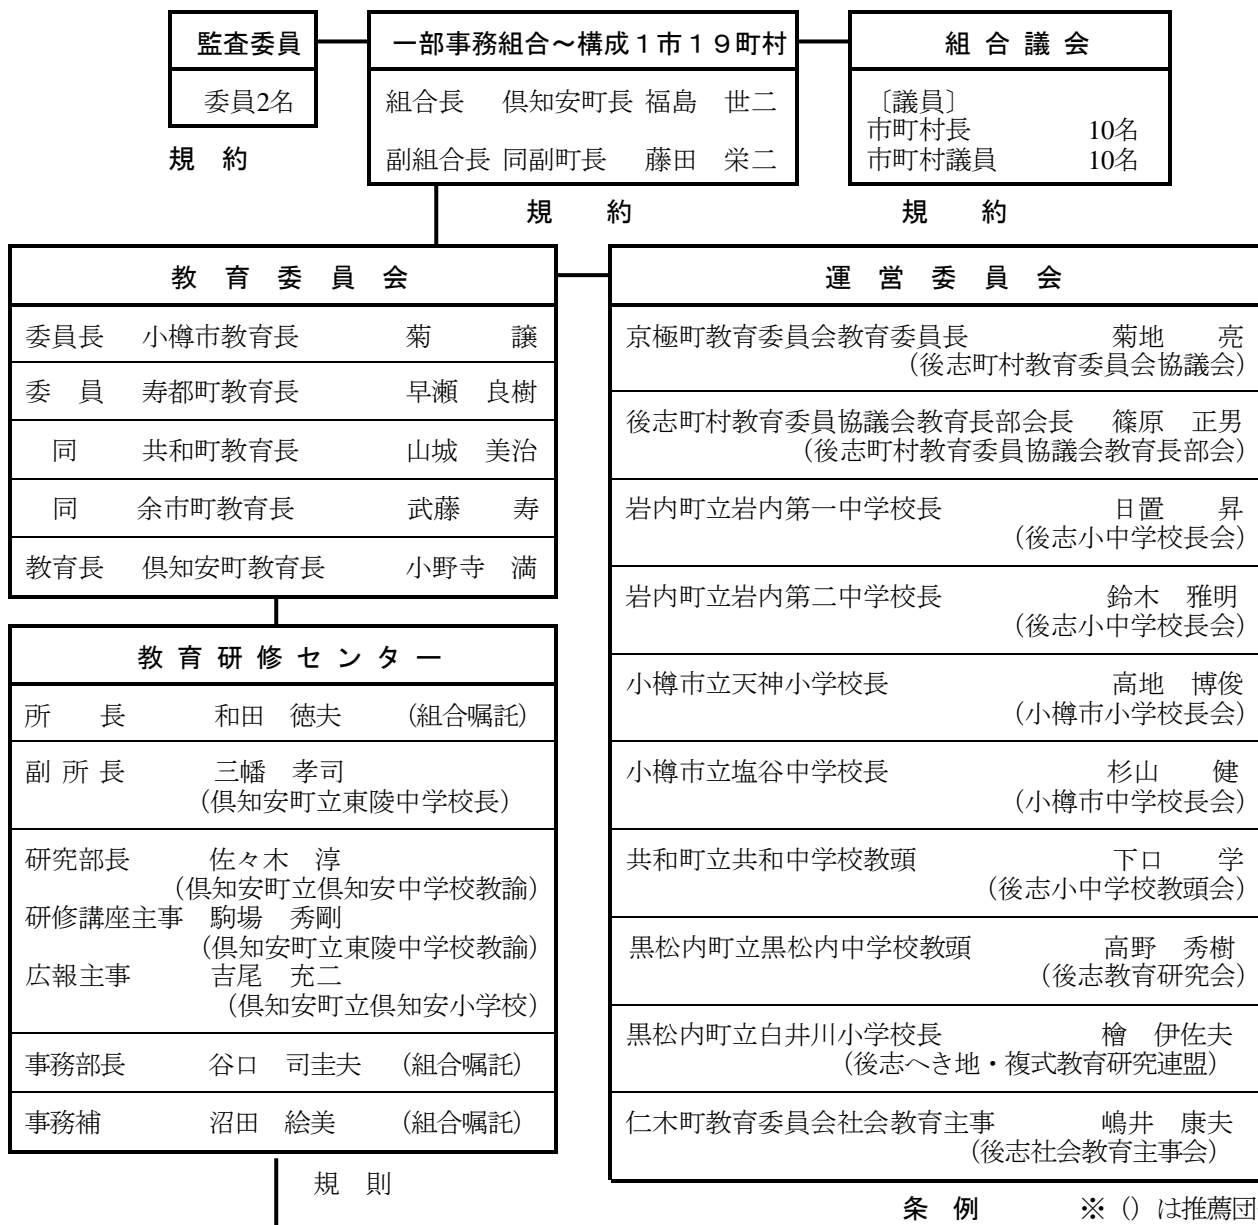 監査委員
委員2名
規 約
一部事務組合～構成1市19町村
組合長 倶知安町長 福島 世二
副組合長 同副町長 藤田 栄二
規 約
組 合 議 会
〔議員〕
市町村長 10名
市町村議員 10名
規 約
教 育 委 員 会
委員長 小樽市教育長 菊 譲
委 員 寿都町教育長 早瀬 良樹
同 共和町教育長 山城 美治
同 余市町教育長 武藤 寿
教育長 倶知安町教育長 小野寺 満
教 育 研 修 セ ン タ ー
所 長 和田 徳夫 (組合嘱託)
副 所 長 三幡 孝司
(倶知安町立東陵中学校長)
研究部長 佐々木 淳
(倶知安町立倶知安中学校教諭)
研修講座主事 駒場 秀剛
(倶知安町立東陵中学校教諭)
広報主事 吉尾 充二
(倶知安町立倶知安小学校)
事務部長 谷口 司圭夫 (組合嘱託)
事務補 沼田 絵美 (組合嘱託)
規 則
運 営 委 員 会
京極町教育委員会教育委員長 菊地 亮
(後志町村教育委員会協議会)
後志町村教育委員協議会教育長部会長 篠原 正男
(後志町村教育委員協議会教育長部会)
岩内町立岩内第一中学校長 日置 昇
(後志小中学校長会)
岩内町立岩内第二中学校長 鈴木 雅明
(後志小中学校長会)
小樽市立天神小学校長 高地 博俊
(小樽市小学校長会)
小樽市立塩谷中学校長 杉山 健
(小樽市中学校長会)
共和町立共和中学校教頭 下口 学
(後志小中学校教頭会)
黒松内町立黒松内中学校教頭 高野 秀樹
(後志教育研究会)
黒松内町立白井川小学校長 檜 伊佐夫
(後志へき地・複式教育研究連盟)
仁木町教育委員会社会教育主事 嶋井 康夫
(後志社会教育主事会)
条 例 ※ () は推薦団